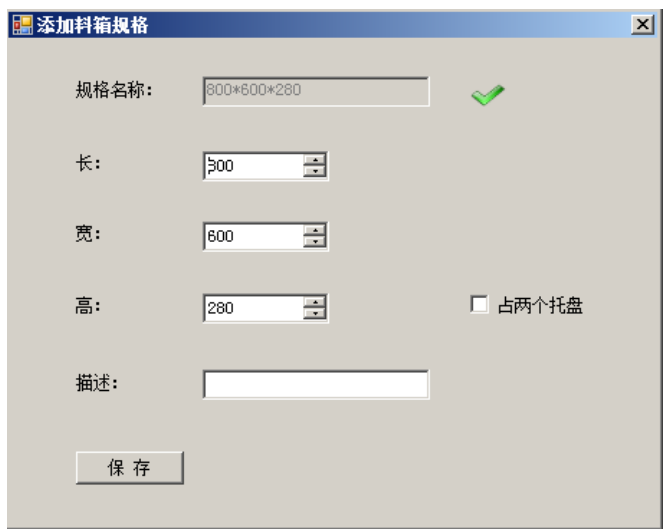 添加料箱规格
规格名称: 800*600*280
长: 800
宽: 600
高: 280 占两个托盘
描述:
保 存